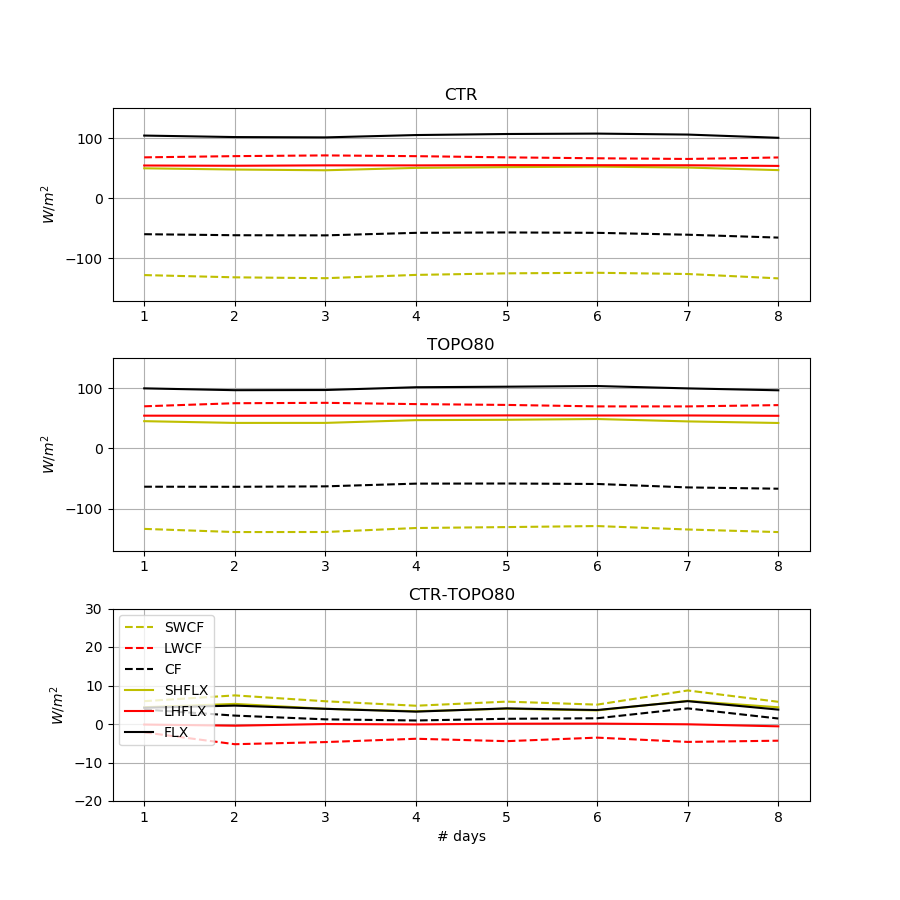 CTR
100
0
−100
W/m²
1 2 3 4 5 6 7 8
TOPO80
100
0
−100
W/m²
1 2 3 4 5 6 7 8
CTR-TOPO80
30
20
10
0
−10
−20
W/m²
SWCF
LWCF
CF
SHFLX
LHFLX
FLX
1 2 3 4 5 6 7 8
# days